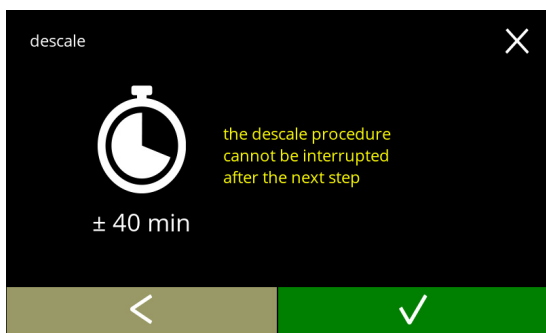 descale
the descale procedure
cannot be interrupted
after the next step
± 40 min